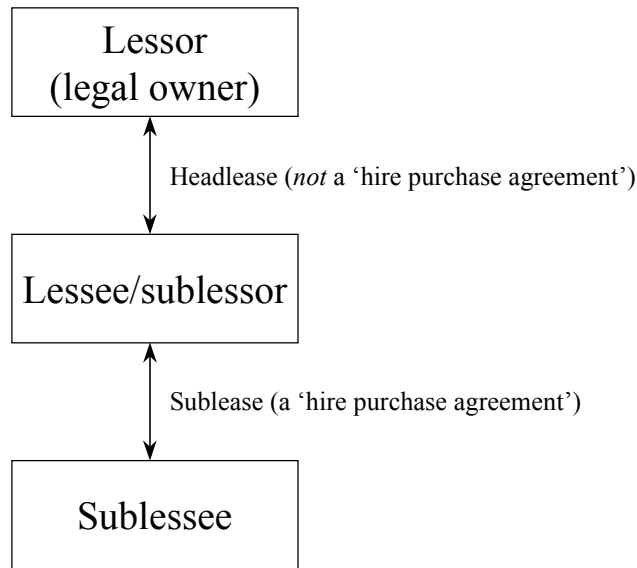 Lessor
(legal owner)
Headlease (not a ‘hire purchase agreement’)
Lessee/sublessor
Sublease (a ‘hire purchase agreement’)
Sublessee